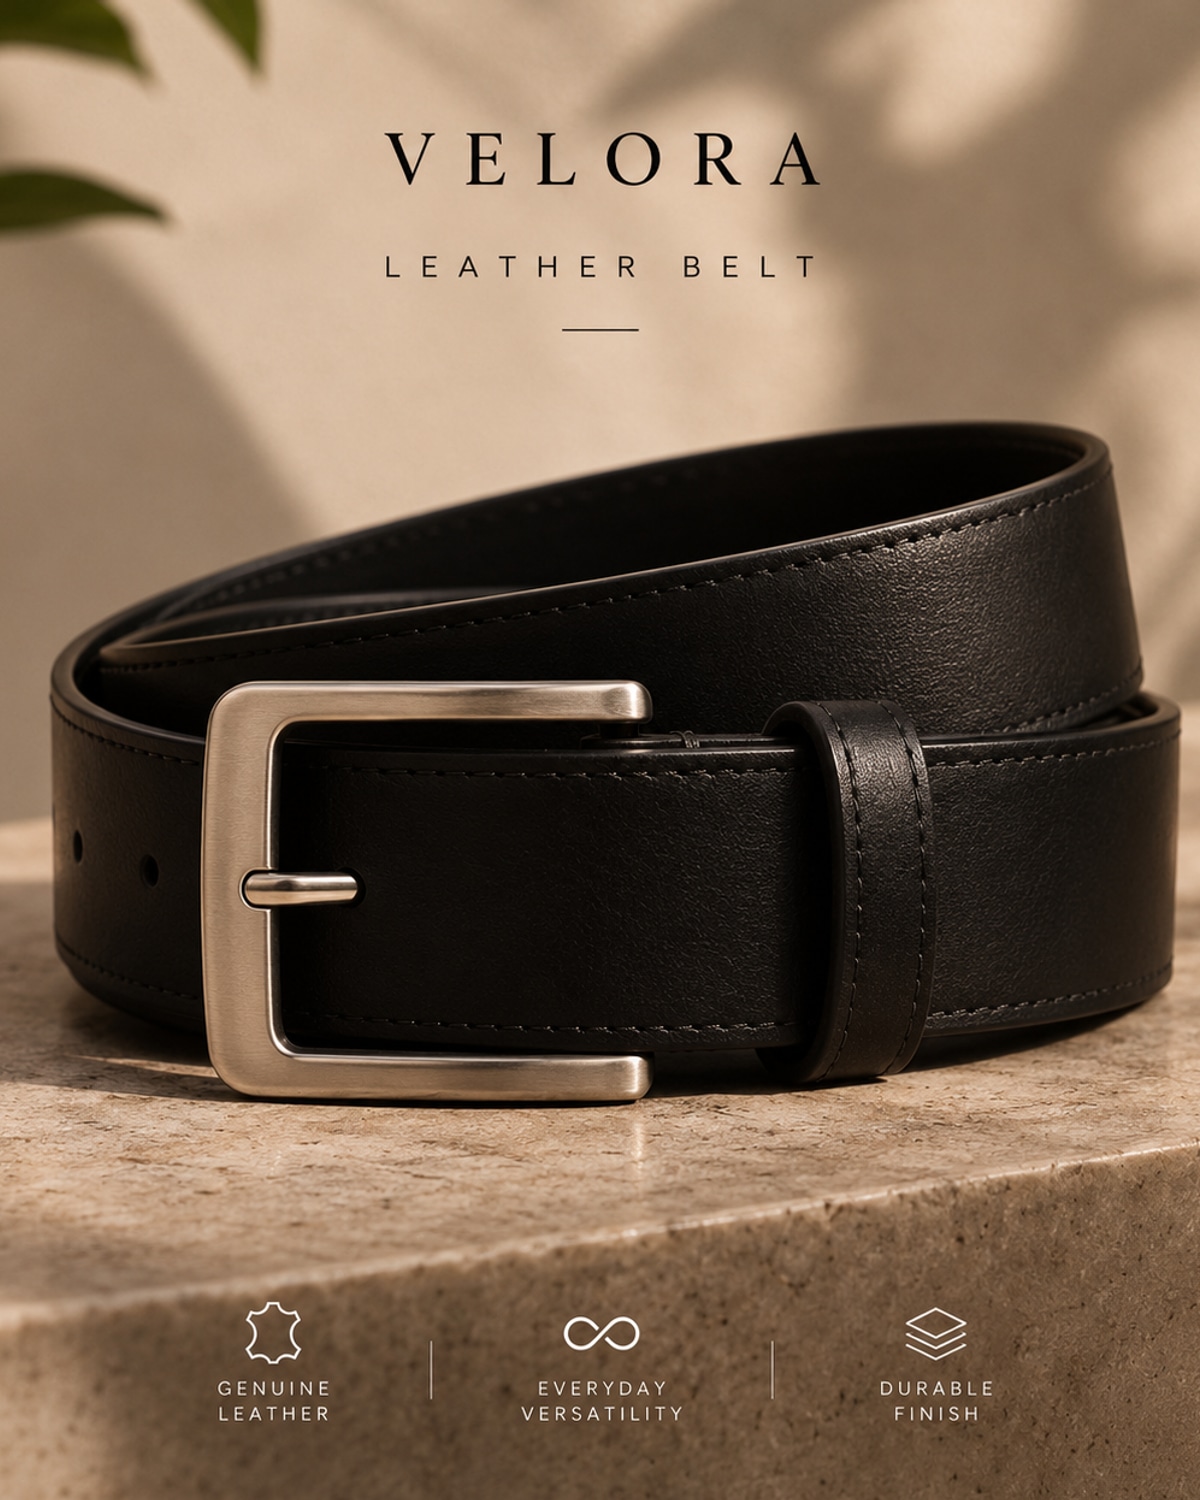 VELORA
LEATHER BELT
GENUINE
LEATHER
EVERYDAY
VERSATILITY
DURABLE
FINISH